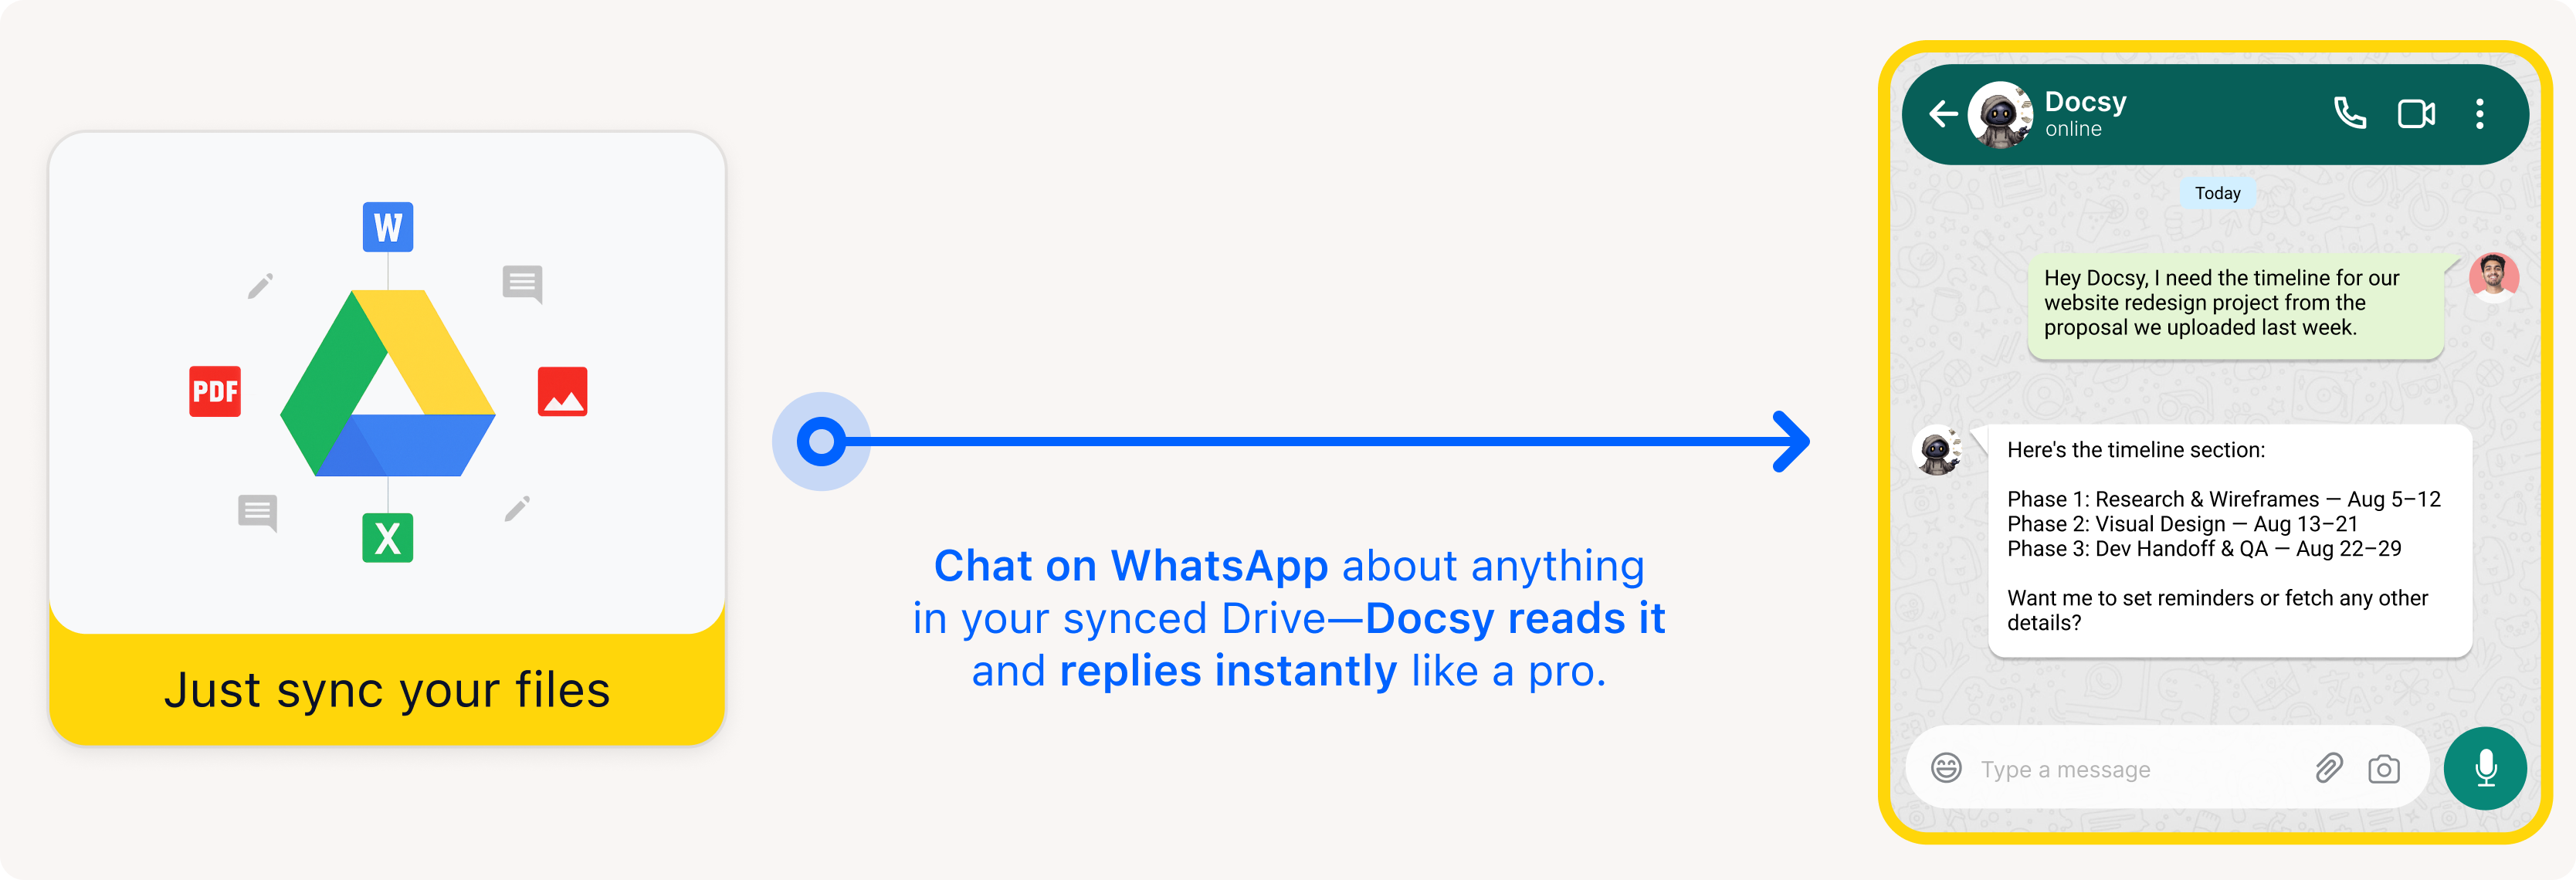 W
PDF
X
Just sync your files
Chat on WhatsApp about anything
in your synced Drive—Docsy reads it
and replies instantly like a pro.
Docsy
online
Today
Hey Docsy, I need the timeline for our
website redesign project from the
proposal we uploaded last week.
Here's the timeline section:
Phase 1: Research & Wireframes — Aug 5–12
Phase 2: Visual Design — Aug 13–21
Phase 3: Dev Handoff & QA — Aug 22–29
Want me to set reminders or fetch any other
details?
Type a message